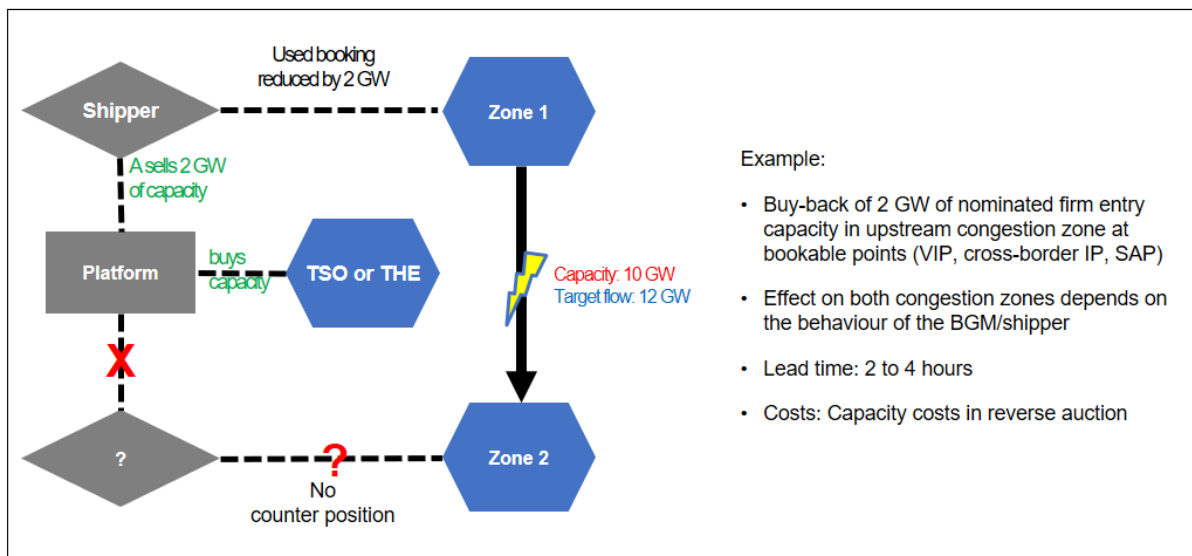 Used booking
reduced by 2 GW
Shipper
Zone 1
A sells 2 GW
of capacity
Platform
buys
capacity
TSO or THE
Capacity: 10 GW
Target flow: 12 GW
X
?
?
No
counter position
Zone 2
Example:
• Buy-back of 2 GW of nominated firm entry
capacity in upstream congestion zone at
bookable points (VIP, cross-border IP, SAP)
• Effect on both congestion zones depends on
the behaviour of the BGM/shipper
• Lead time: 2 to 4 hours
• Costs: Capacity costs in reverse auction